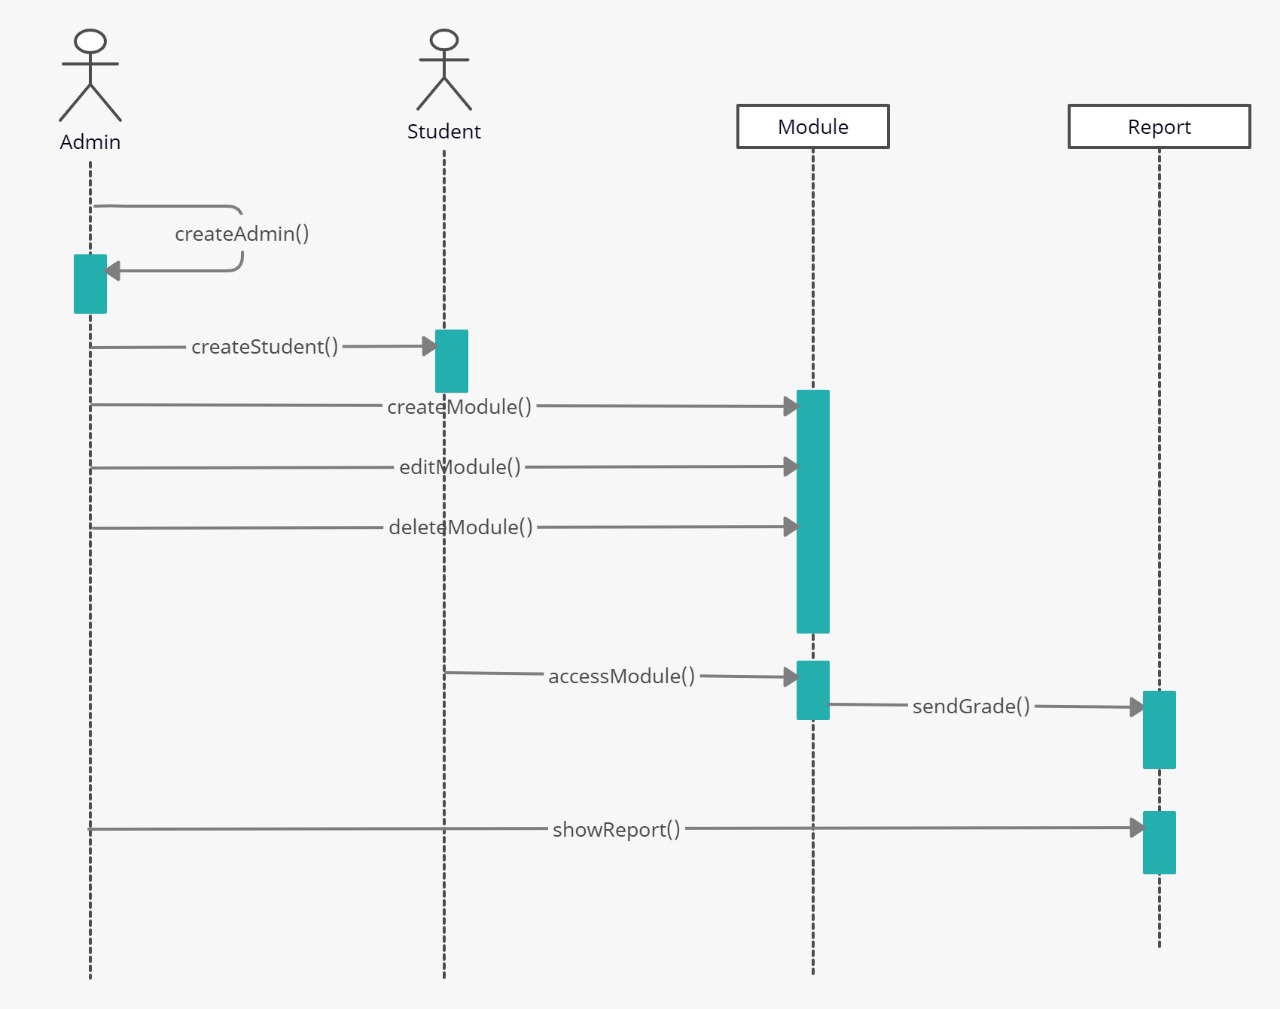 Admin
Student
Module
Report
createAdmin()
createStudent()
createModule()
editModule()
deleteModule()
accessModule()
sendGrade()
showReport()